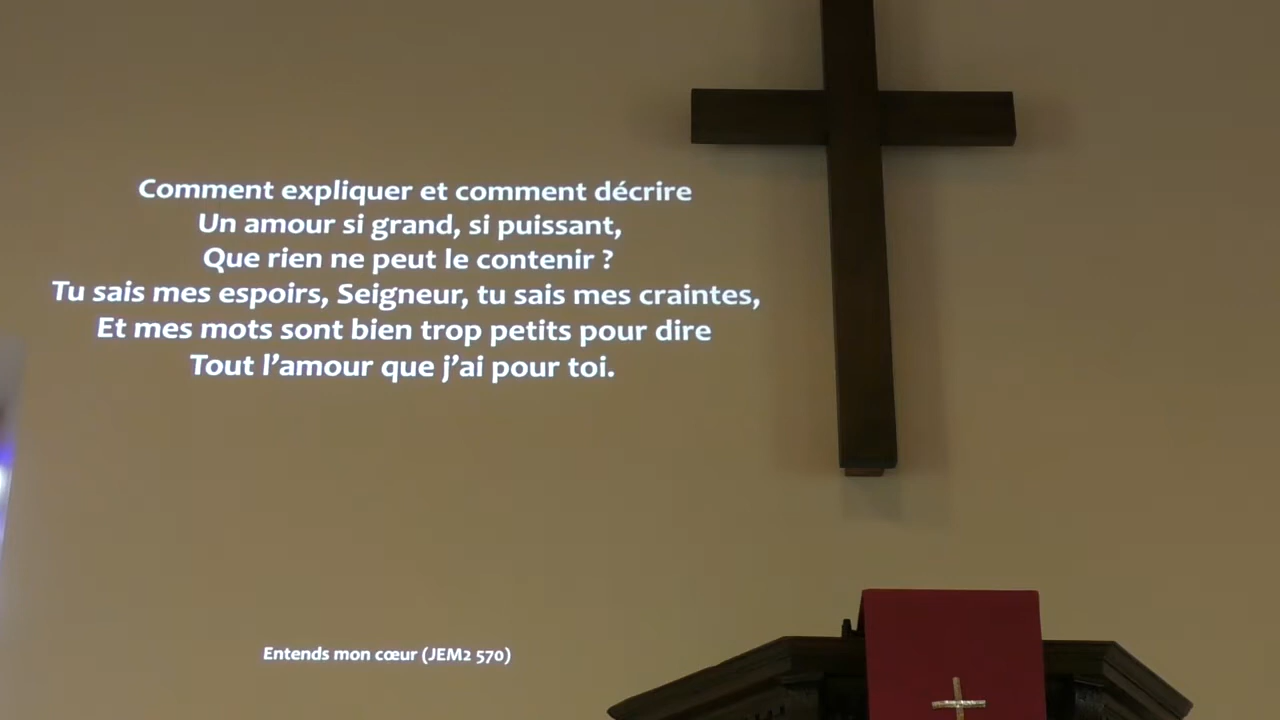 Comment expliquer et comment décrire
Un amour si grand, si puissant,
Que rien ne peut le contenir ?
Tu sais mes espoirs, Seigneur, tu sais mes craintes,
Et mes mots sont bien trop petits pour dire
Tout l’amour que j’ai pour toi.
Entends mon cœur (JEM2 570)